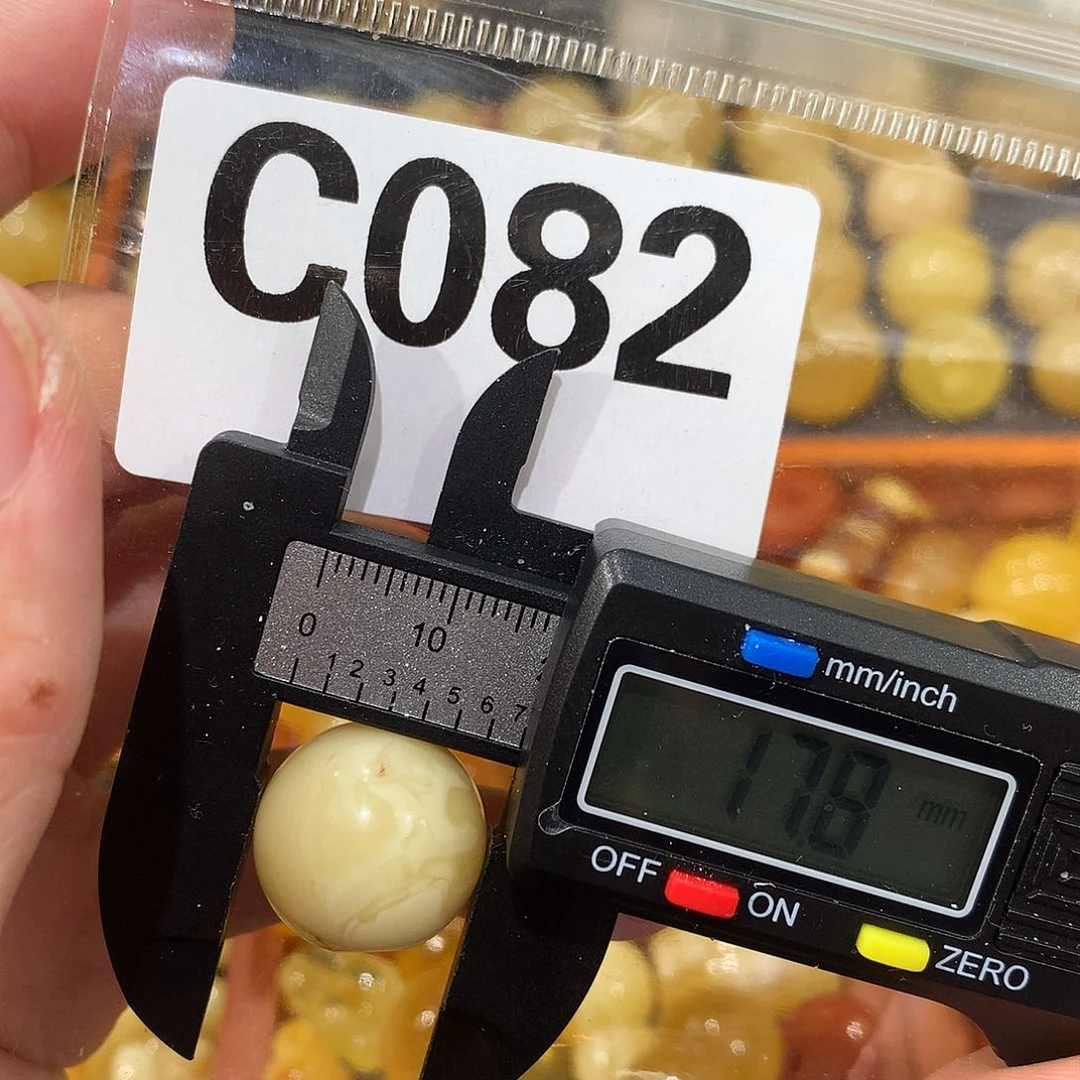 C082
0 10
1 2 3 4 5 6 7
mm/inch
17.8 mm
OFF ON
ZERO